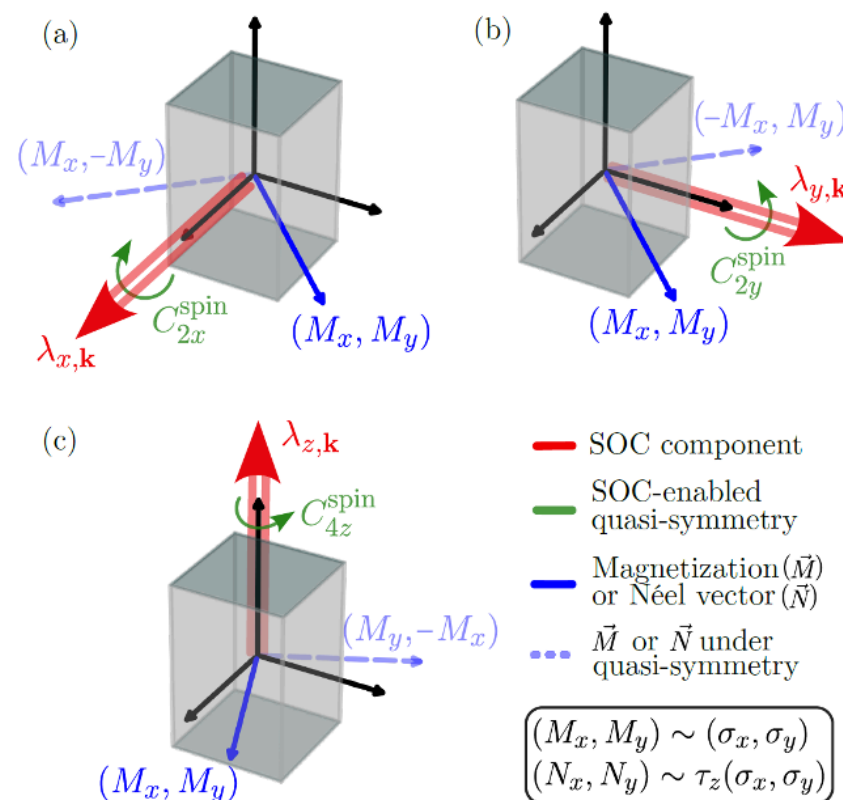 (a)
(M_x, –M_y)
C_{2x}^{spin}
λ_{x,k}
(M_x, M_y)
(b)
(–M_x, M_y)
λ_{y,k}
C_{2y}^{spin}
(M_x, M_y)
(c)
λ_{z,k}
C_{4z}^{spin}
(M_y, –M_x)
(M_x, M_y)
SOC component
SOC-enabled
quasi-symmetry
Magnetization (\vec{M})
or Néel vector (\vec{N})
\vec{M} or \vec{N} under
quasi-symmetry
(M_x, M_y) ∼ (σ_x, σ_y)
(N_x, N_y) ∼ τ_z(σ_x, σ_y)